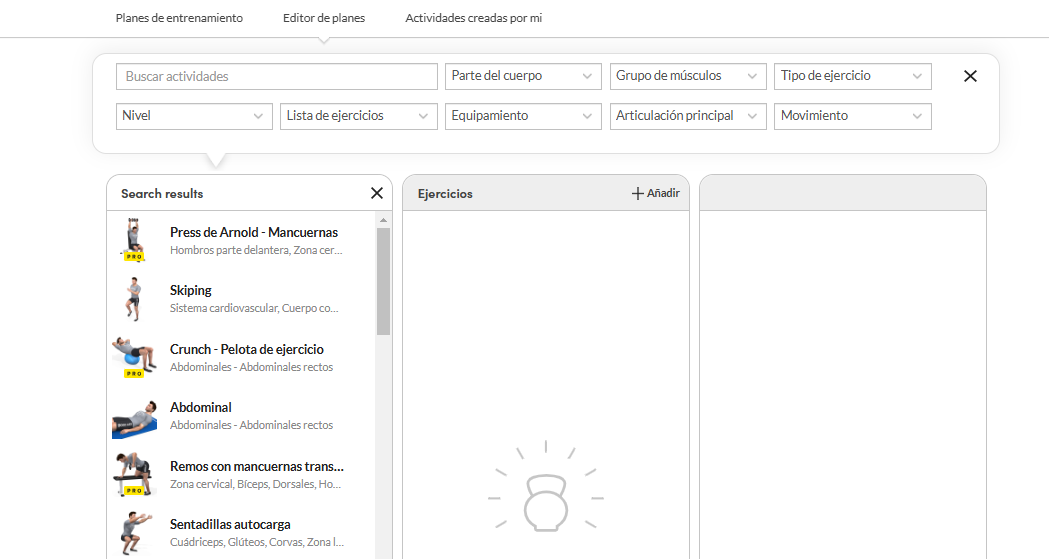 Planes de entrenamiento Editor de planes Actividades creadas por mi
Buscar actividades Parte del cuerpo Grupo de músculos Tipo de ejercicio
Nivel Lista de ejercicios Equipamiento Articulación principal Movimiento
Search results
Ejercicios Añadir
Press de Arnold - Mancuernas
Hombros parte delantera, Zona cer...
PRO
Skiping
Sistema cardiovascular, Cuerpo co...
Crunch - Pelota de ejercicio
Abdominales - Abdominales rectos
PRO
Abdominal
Abdominales - Abdominales rectos
Remos con mancuernas trans...
Zona cervical, Bíceps, Dorsales, Ho...
PRO
Sentadillas autocarga
Cuádriceps, Glúteos, Corvas, Zona l...